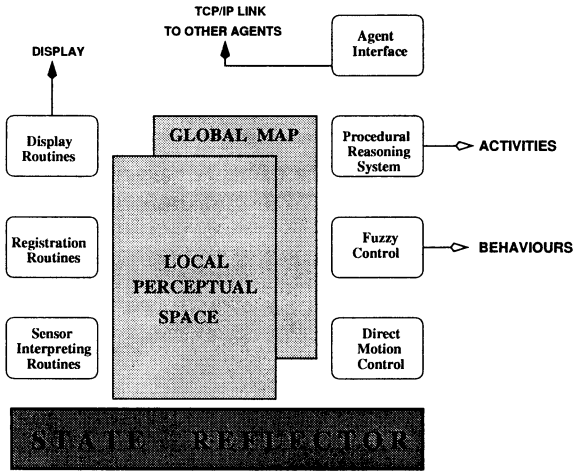 TCP/IP LINK
TO OTHER AGENTS
Agent
Interface
DISPLAY
Display
Routines
GLOBAL MAP
Procedural
Reasoning
System
ACTIVITIES
Registration
Routines
LOCAL
PERCEPTUAL
SPACE
Fuzzy
Control
BEHAVIOURS
Sensor
Interpreting
Routines
Direct
Motion
Control
STATE REFLECTOR